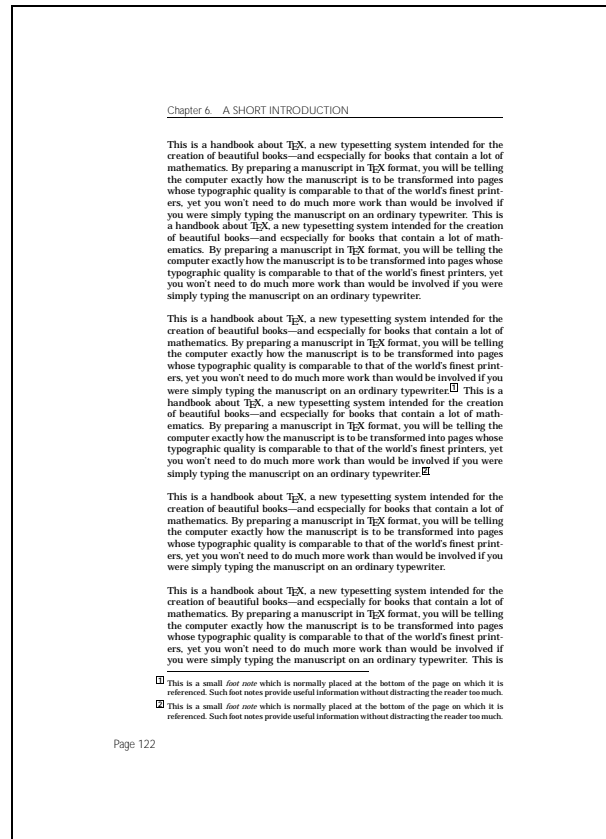 Chapter 6. A SHORT INTRODUCTION
This is a handbook about TEX, a new typesetting system intended for the
creation of beautiful books—and ecspecially for books that contain a lot of
mathematics. By preparing a manuscript in TEX format, you will be telling
the computer exactly how the manuscript is to be transformed into pages
whose typographic quality is comparable to that of the world's finest print-
ers, yet you won't need to do much more work than would be involved if
you were simply typing the manuscript on an ordinary typewriter. This is
a handbook about TEX, a new typesetting system intended for the creation
of beautiful books—and ecspecially for books that contain a lot of math-
ematics. By preparing a manuscript in TEX format, you will be telling the
computer exactly how the manuscript is to be transformed into pages whose
typographic quality is comparable to that of the world's finest printers, yet
you won't need to do much more work than would be involved if you were
simply typing the manuscript on an ordinary typewriter.
This is a handbook about TEX, a new typesetting system intended for the
creation of beautiful books—and ecspecially for books that contain a lot of
mathematics. By preparing a manuscript in TEX format, you will be telling
the computer exactly how the manuscript is to be transformed into pages
whose typographic quality is comparable to that of the world's finest print-
ers, yet you won't need to do much more work than would be involved if you
were simply typing the manuscript on an ordinary typewriter. 1 This is a
handbook about TEX, a new typesetting system intended for the creation
of beautiful books—and ecspecially for books that contain a lot of math-
ematics. By preparing a manuscript in TEX format, you will be telling the
computer exactly how the manuscript is to be transformed into pages whose
typographic quality is comparable to that of the world's finest printers, yet
you won't need to do much more work than would be involved if you were
simply typing the manuscript on an ordinary typewriter. 2
This is a handbook about TEX, a new typesetting system intended for the
creation of beautiful books—and ecspecially for books that contain a lot of
mathematics. By preparing a manuscript in TEX format, you will be telling
the computer exactly how the manuscript is to be transformed into pages
whose typographic quality is comparable to that of the world's finest print-
ers, yet you won't need to do much more work than would be involved if you
were simply typing the manuscript on an ordinary typewriter.
This is a handbook about TEX, a new typesetting system intended for the
creation of beautiful books—and ecspecially for books that contain a lot of
mathematics. By preparing a manuscript in TEX format, you will be telling
the computer exactly how the manuscript is to be transformed into pages
whose typographic quality is comparable to that of the world's finest print-
ers, yet you won't need to do much more work than would be involved if
you were simply typing the manuscript on an ordinary typewriter. This is
1 This is a small foot note which is normally placed at the bottom of the page on which it is
referenced. Such foot notes provide useful information without distracting the reader too much.
2 This is a small foot note which is normally placed at the bottom of the page on which it is
referenced. Such foot notes provide useful information without distracting the reader too much.
Page 122